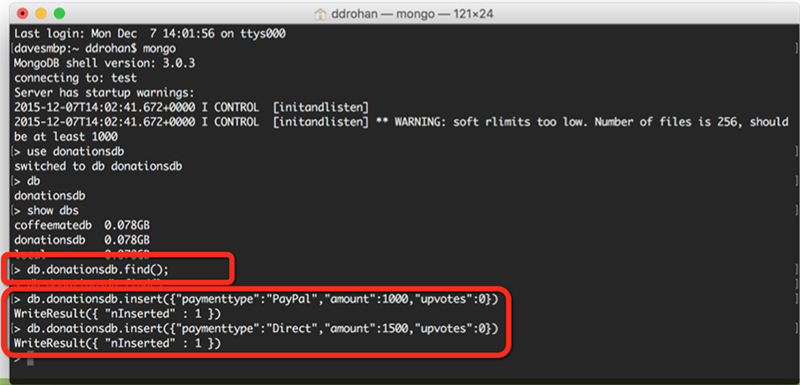 ddrohan — mongo — 121×24
Last login: Mon Dec  7 14:01:56 on ttys000
[davesmbp:~ ddrohan$ mongo
MongoDB shell version: 3.0.3
connecting to: test
Server has startup warnings:
2015-12-07T14:02:41.672+0000 I CONTROL  [initandlisten]
2015-12-07T14:02:41.672+0000 I CONTROL  [initandlisten] ** WARNING: soft rlimits too low. Number of files is 256, should
be at least 1000
[> use donationsdb
switched to db donationsdb
[> db
donationsdb
[> show dbs
coffeematedb  0.078GB
donationsdb   0.078GB
local         0.078GB
[> db.donationsdb.find();
[> db.donationsdb.insert({"paymenttype":"PayPal","amount":1000,"upvotes":0})
WriteResult({ "nInserted" : 1 })
[> db.donationsdb.insert({"paymenttype":"Direct","amount":1500,"upvotes":0})
WriteResult({ "nInserted" : 1 })
>